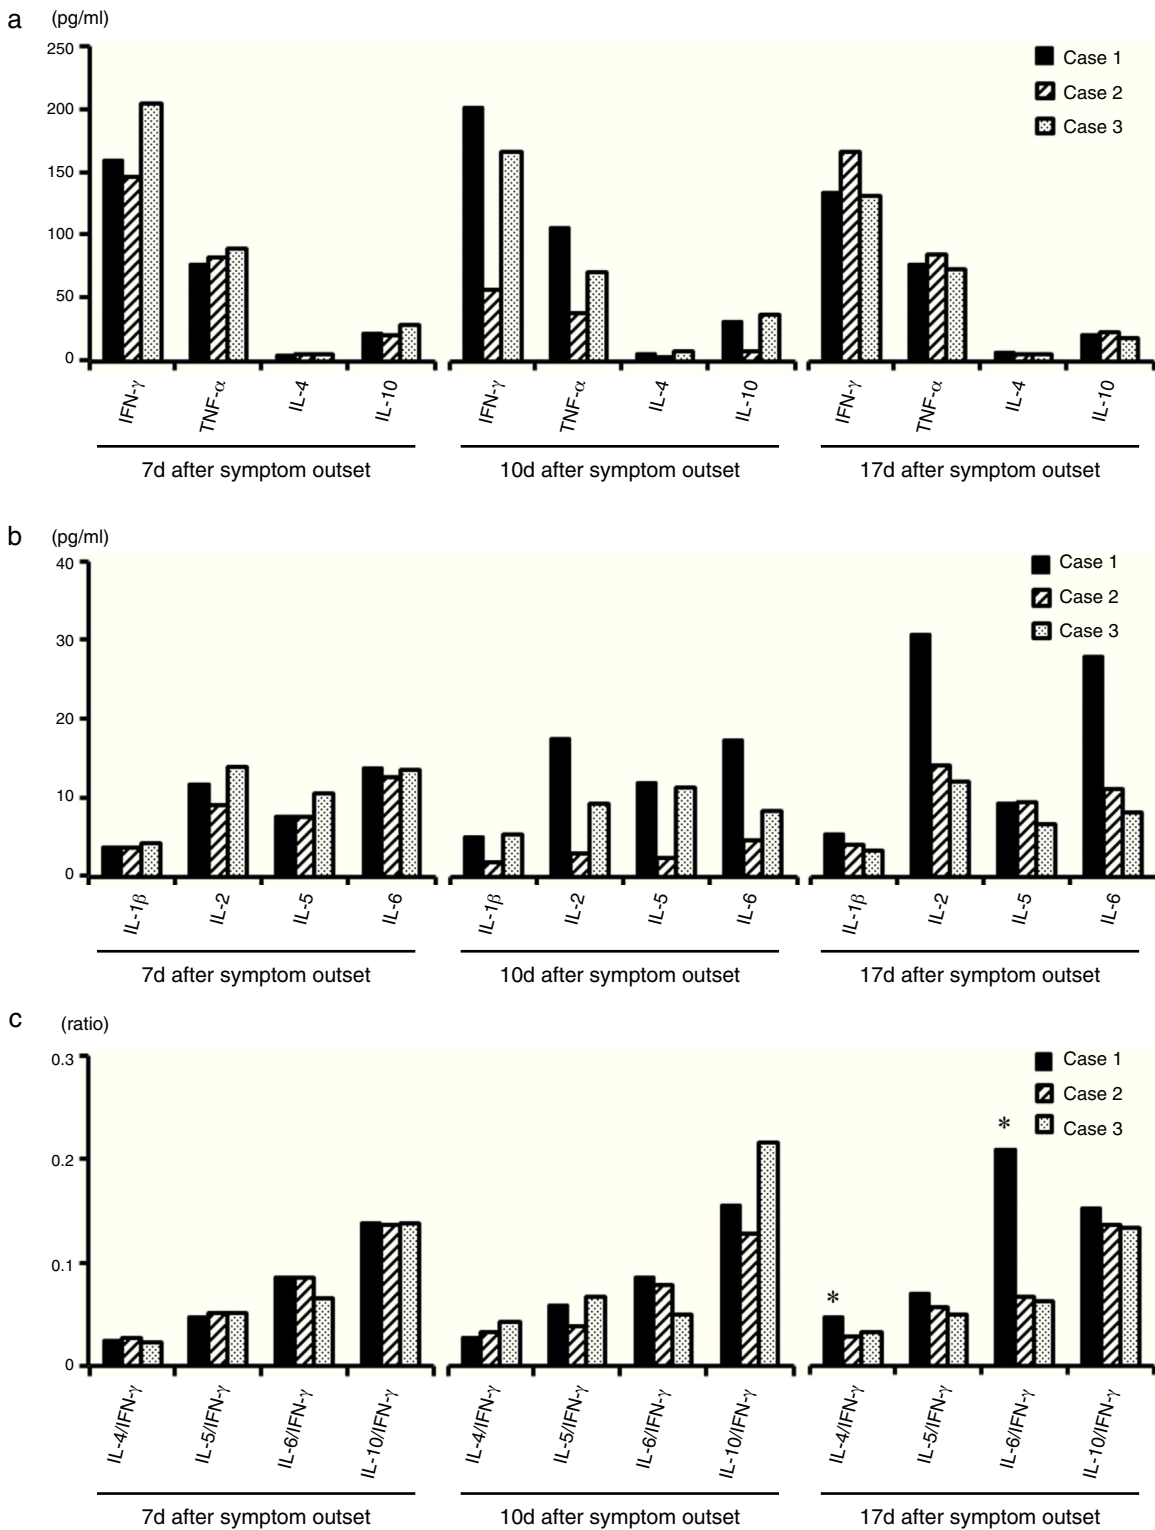 a (pg/ml)
250
200
150
100
50
0
Case 1
Case 2
Case 3
IFN-γ TNF-α IL-4 IL-10 IFN-γ TNF-α IL-4 IL-10 IFN-γ TNF-α IL-4 IL-10
7d after symptom outset 10d after symptom outset 17d after symptom outset
b (pg/ml)
40
30
20
10
0
Case 1
Case 2
Case 3
IL-1β IL-2 IL-5 IL-6 IL-1β IL-2 IL-5 IL-6 IL-1β IL-2 IL-5 IL-6
7d after symptom outset 10d after symptom outset 17d after symptom outset
c (ratio)
0.3
0.2
0.1
0
Case 1
Case 2
Case 3
*
*
IL-4/IFN-γ IL-5/IFN-γ IL-6/IFN-γ IL-10/IFN-γ IL-4/IFN-γ IL-5/IFN-γ IL-6/IFN-γ IL-10/IFN-γ IL-4/IFN-γ IL-5/IFN-γ IL-6/IFN-γ IL-10/IFN-γ
7d after symptom outset 10d after symptom outset 17d after symptom outset